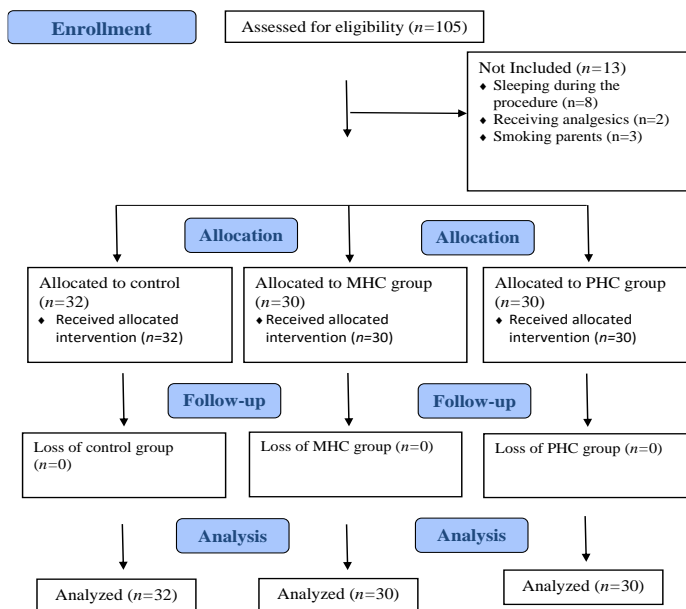 Enrollment
Assessed for eligibility (n=105)
Not Included (n=13)
♦ Sleeping during the
procedure (n=8)
♦ Receiving analgesics (n=2)
♦ Smoking parents (n=3)
Allocation
Allocation
Allocated to control
(n=32)
♦ Received allocated
intervention (n=32)
Allocated to MHC group
(n=30)
♦ Received allocated
intervention (n=30)
Allocated to PHC group
(n=30)
♦ Received allocated
intervention (n=30)
Follow-up
Follow-up
Loss of control group
(n=0)
Loss of MHC group (n=0)
Loss of PHC group (n=0)
Analysis
Analysis
Analyzed (n=32)
Analyzed (n=30)
Analyzed (n=30)